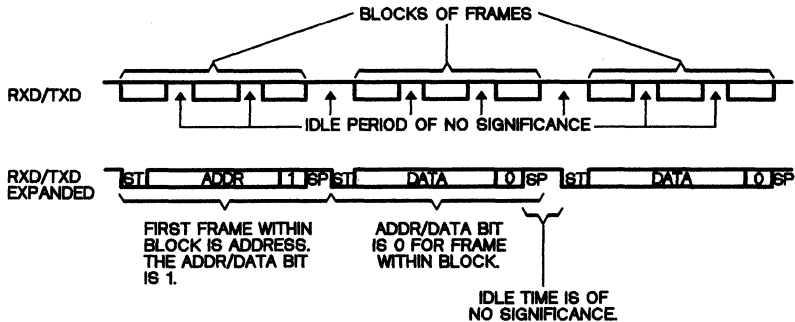 BLOCKS OF FRAMES
RXD/TXD
IDLE PERIOD OF NO SIGNIFICANCE
RXD/TXD
EXPANDED
ST ADDR 1 SP ST DATA 0 SP ST DATA 0 SP
FIRST FRAME WITHIN
BLOCK IS ADDRESS.
THE ADDR/DATA BIT
IS 1.
ADDR/DATA BIT
IS 0 FOR FRAME
WITHIN BLOCK.
IDLE TIME IS OF
NO SIGNIFICANCE.